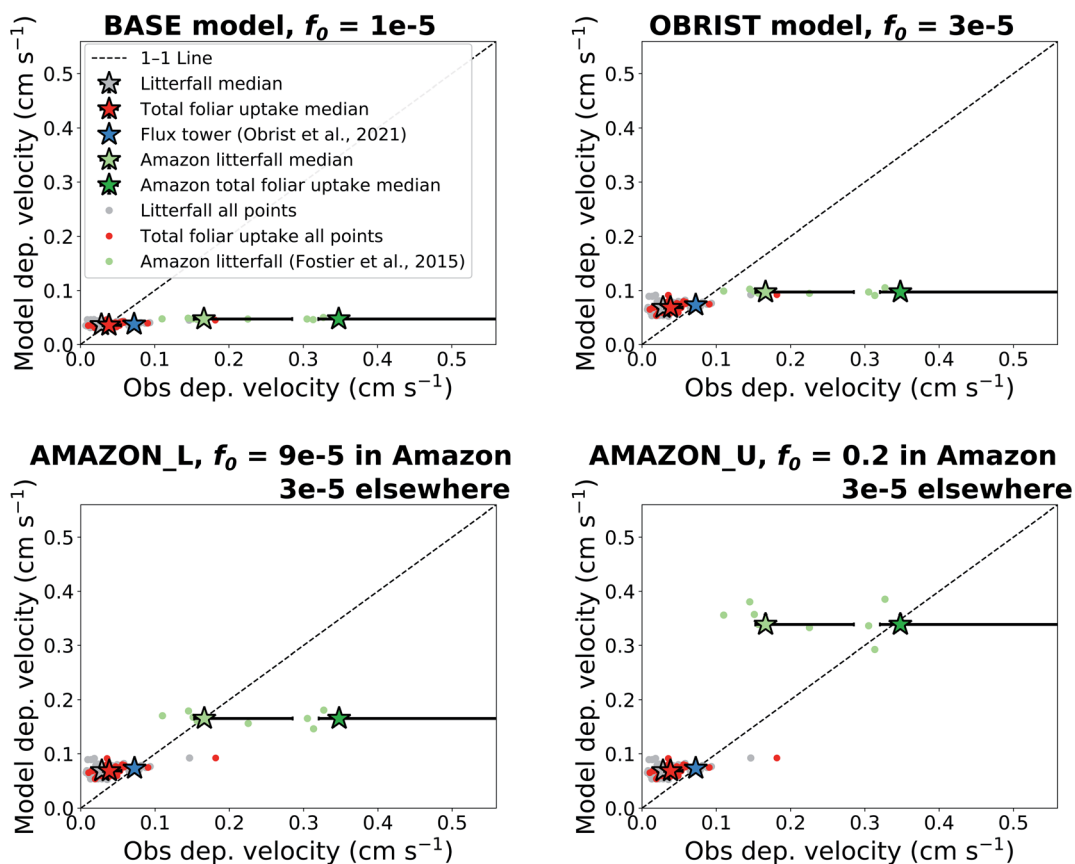 BASE model, f₀ = 1e-5
Model dep. velocity (cm s⁻¹)
0.5
0.4
0.3
0.2
0.1
0.0
1–1 Line
Litterfall median
Total foliar uptake median
Flux tower (Obrist et al., 2021)
Amazon litterfall median
Amazon total foliar uptake median
Litterfall all points
Total foliar uptake all points
Amazon litterfall (Fostier et al., 2015)
0.0 0.1 0.2 0.3 0.4 0.5
Obs dep. velocity (cm s⁻¹)
OBRIST model, f₀ = 3e-5
Model dep. velocity (cm s⁻¹)
0.5
0.4
0.3
0.2
0.1
0.0
0.0 0.1 0.2 0.3 0.4 0.5
Obs dep. velocity (cm s⁻¹)
AMAZON_L, f₀ = 9e-5 in Amazon
3e-5 elsewhere
Model dep. velocity (cm s⁻¹)
0.5
0.4
0.3
0.2
0.1
0.0
0.0 0.1 0.2 0.3 0.4 0.5
Obs dep. velocity (cm s⁻¹)
AMAZON_U, f₀ = 0.2 in Amazon
3e-5 elsewhere
Model dep. velocity (cm s⁻¹)
0.5
0.4
0.3
0.2
0.1
0.0
0.0 0.1 0.2 0.3 0.4 0.5
Obs dep. velocity (cm s⁻¹)